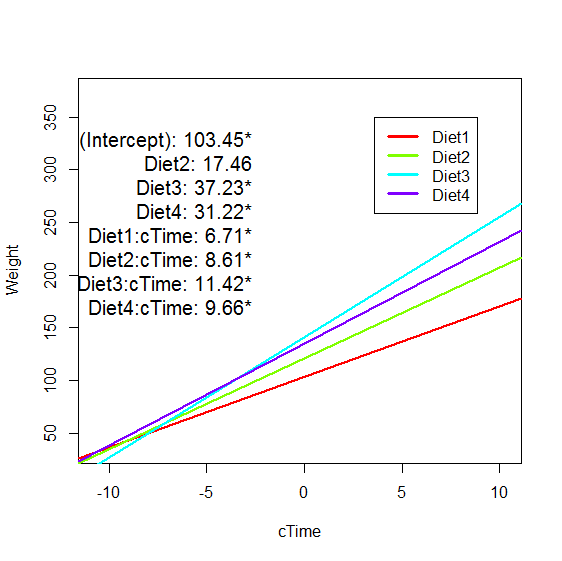 (Intercept): 103.45*
Diet2: 17.46
Diet3: 37.23*
Diet4: 31.22*
Diet1:cTime: 6.71*
Diet2:cTime: 8.61*
Diet3:cTime: 11.42*
Diet4:cTime: 9.66*
Diet1
Diet2
Diet3
Diet4
Weight
350
300
250
200
150
100
50
-10
-5
0
5
10
cTime